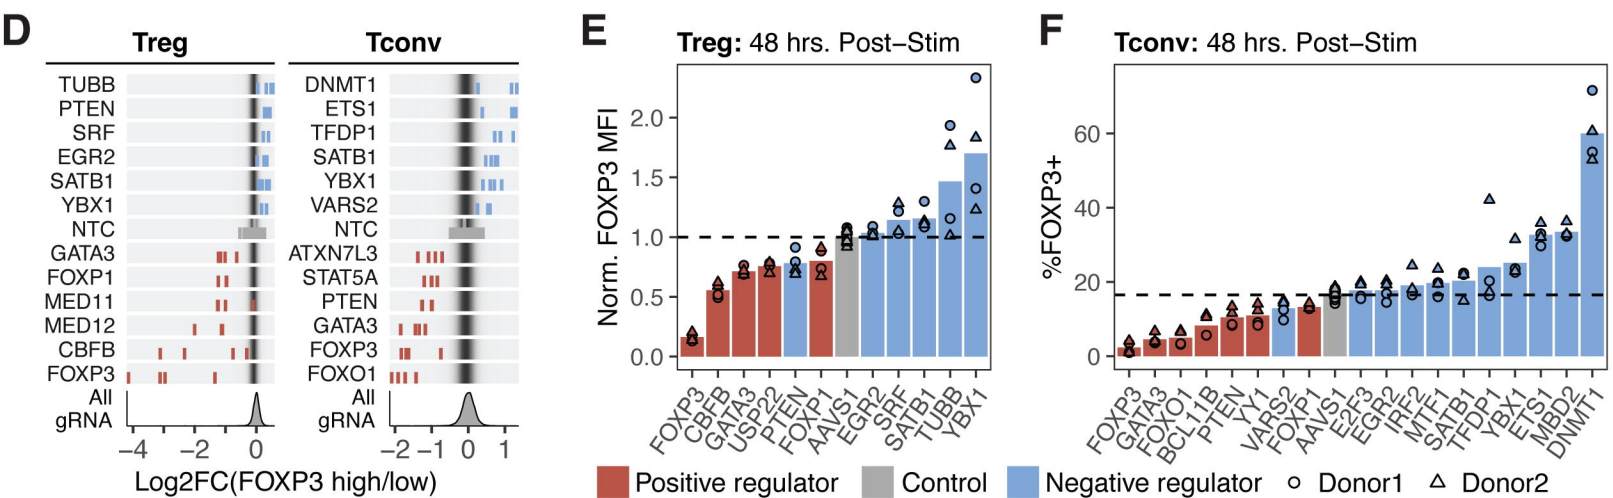 D
Treg
TUBB
PTEN
SRF
EGR2
SATB1
YBX1
NTC
GATA3
FOXP1
MED11
MED12
CBFB
FOXP3
All
gRNA
−4
−2
0
Tconv
DNMT1
ETS1
TFDP1
SATB1
YBX1
VARS2
NTC
ATXN7L3
STAT5A
PTEN
GATA3
FOXP3
FOXO1
All
gRNA
−2
−1
0
1
Log2FC(FOXP3 high/low)
E
Treg: 48 hrs. Post−Stim
Norm. FOXP3 MFI
2.0
1.5
1.0
0.5
0.0
FOXP3
CBFB
GATA3
USP22
PTEN
FOXP1
AAVS1
EGR2
SRF
SATB1
TUBB
YBX1
F
Tconv: 48 hrs. Post−Stim
%FOXP3+
60
40
20
0
FOXP3
GATA3
FOXO1
BCL11B
PTEN
YY1
VARS2
FOXP1
AAVS1
E2F3
EGR2
IRF2
MTF1
SATB1
TFDP1
YBX1
ETS1
MBD2
DNMT1
Positive regulator
Control
Negative regulator
Donor1
Donor2